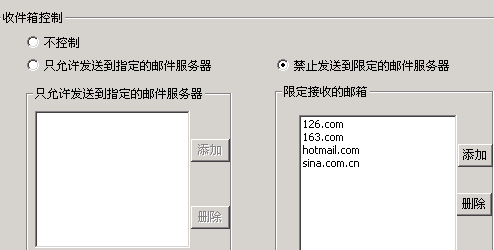 收件箱控制
不控制
只允许发送到指定的邮件服务器
禁止发送到限定的邮件服务器
只允许发送到指定的邮件服务器
限定接收的邮箱
126.com
163.com
hotmail.com
sina.com.cn
添加
添加
删除
删除